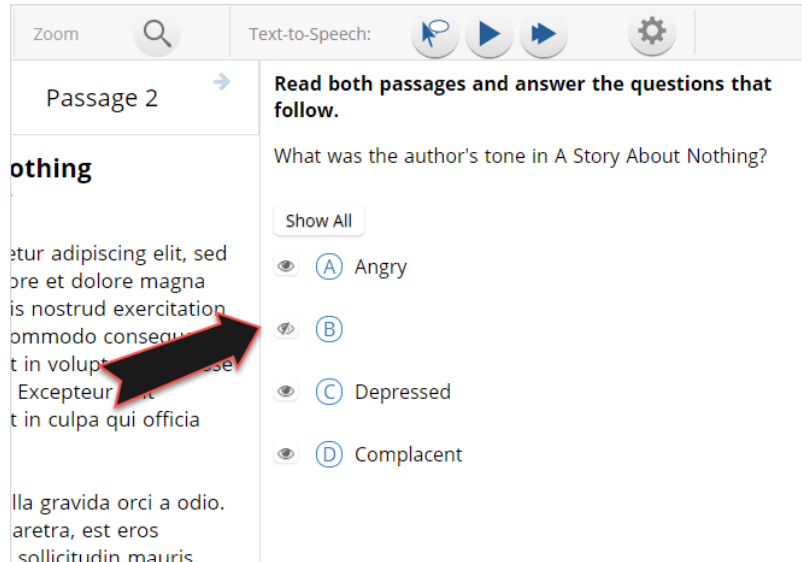 Zoom
Text-to-Speech:
Passage 2
othing
etur adipiscing elit, sed
ore et dolore magna
is nostrud exercitation
ommodo
t in
Excepteur
t in culpa qui officia
lla gravida orci a odio.
aretra, est eros
sollicitudin mauris
Read both passages and answer the questions that
follow.
What was the author's tone in A Story About Nothing?
Show All
A Angry
B
C Depressed
D Complacent